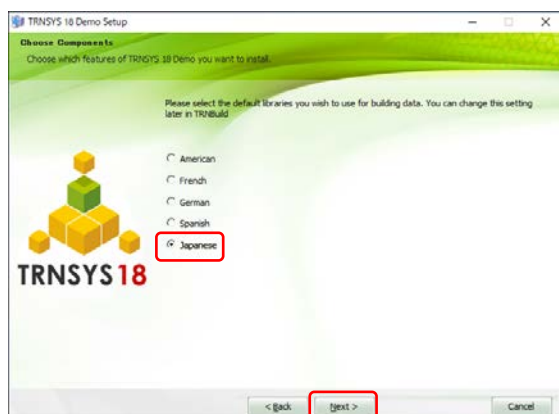 TRNSYS 18 Demo Setup
Choose Components
Choose which features of TRNSYS 18 Demo you want to install.
Please select the default libraries you wish to use for building data. You can change this setting
later in TRNBuild
American
French
German
Spanish
Japanese
TRNSYS18
< Back
Next >
Cancel